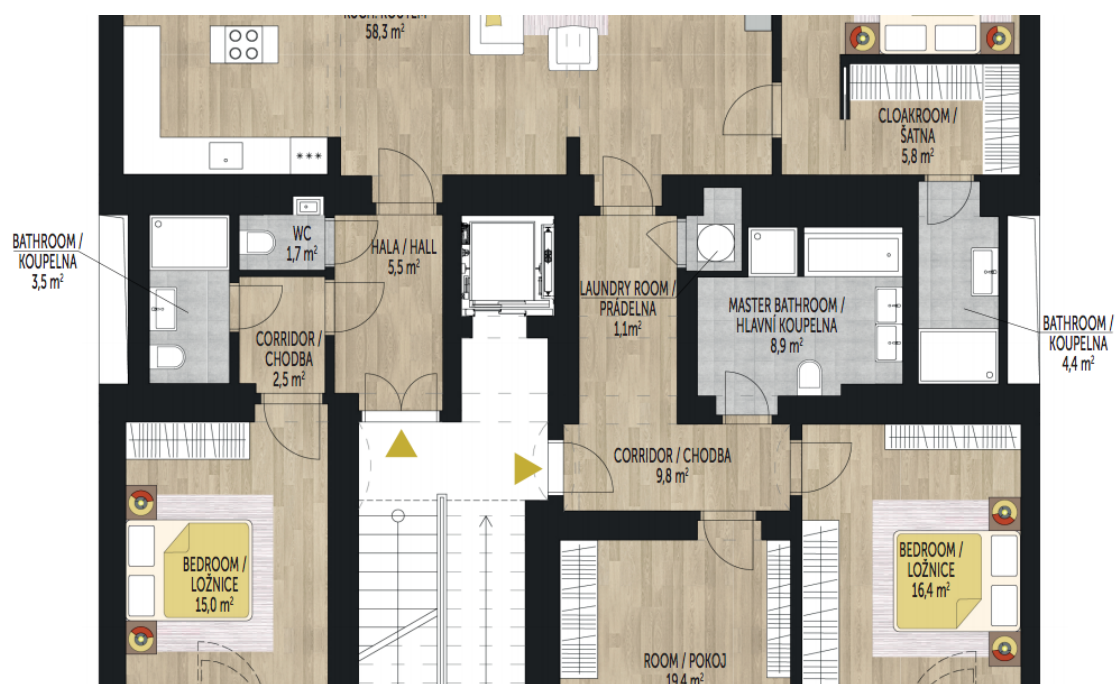 58,3 m²
CLOAKROOM /
ŠATNA
5,8 m²
BATHROOM /
KOUPELNA
3,5 m²
WC
1,7 m²
HALA / HALL
5,5 m²
LAUNDRY ROOM /
PRÁDELNA
1,1m²
MASTER BATHROOM /
HLAVNÍ KOUPELNA
8,9 m²
BATHROOM /
KOUPELNA
4,4 m²
CORRIDOR /
CHODBA
2,5 m²
CORRIDOR / CHODBA
9,8 m²
BEDROOM /
LOŽNICE
15,0 m²
BEDROOM /
LOŽNICE
16,4 m²
ROOM / POKOJ
19,4 m²